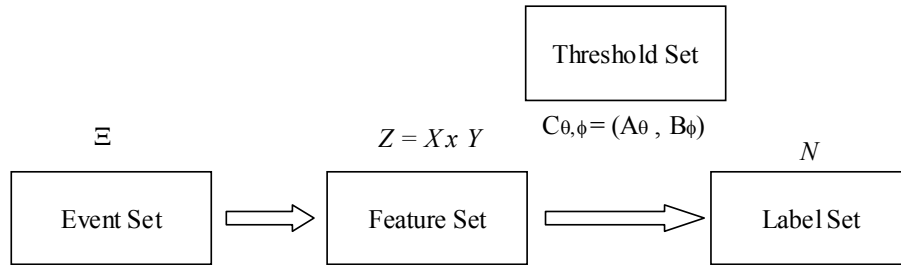 Threshold Set
Cθ,ϕ = (Aθ , Bϕ)
Ξ
Z = X x Y
N
Event Set
Feature Set
Label Set